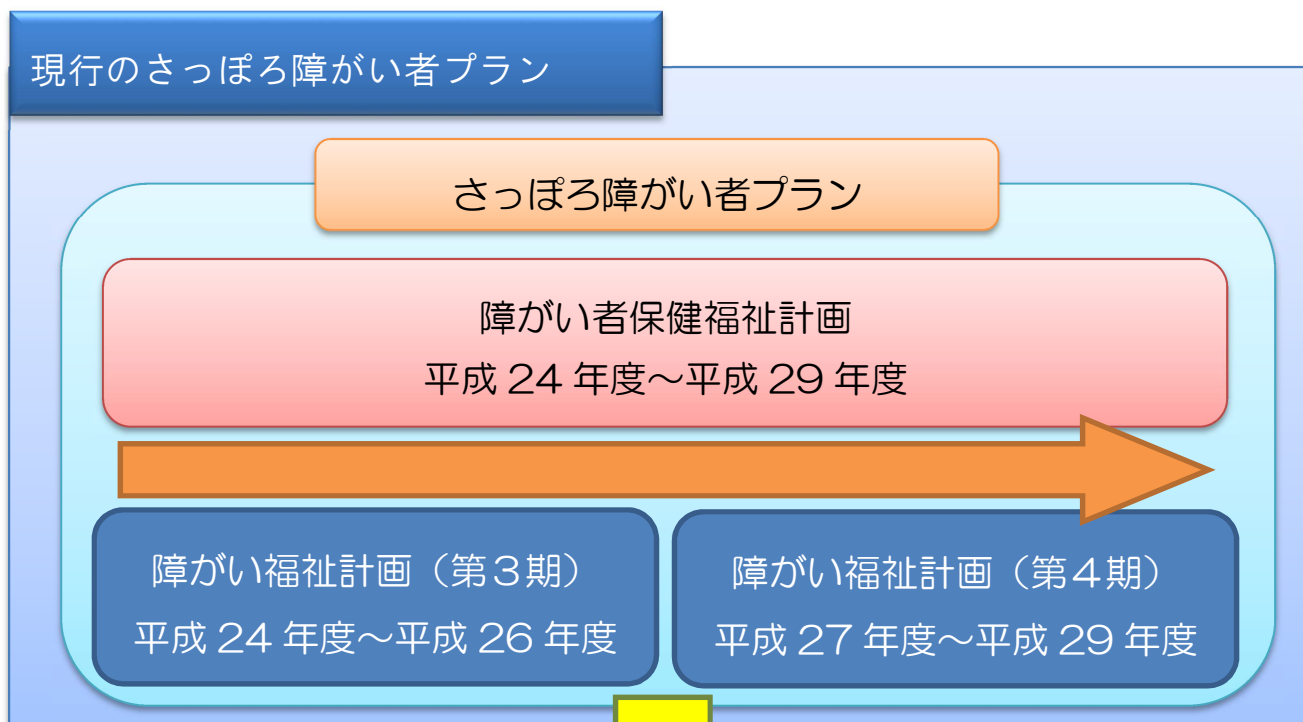 現行のさっぽろ障がい者プラン
さっぽろ障がい者プラン
障がい者保健福祉計画
平成 24 年度～平成 29 年度
障がい福祉計画（第３期）
平成 24 年度～平成 26 年度
障がい福祉計画（第４期）
平成 27 年度～平成 29 年度